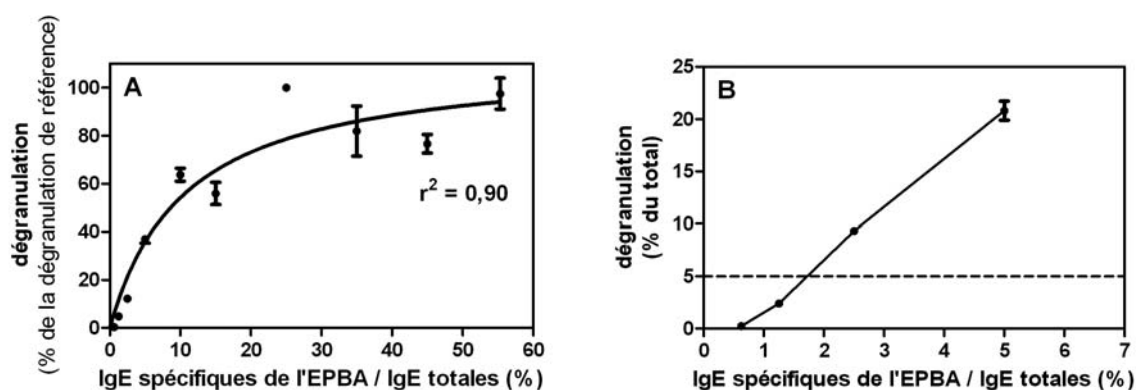 A
100
80
60
40
20
0
dégranulation
(% de la dégranulation de référence)
r² = 0,90
0 10 20 30 40 50 60
IgE spécifiques de l'EPBA / IgE totales (%)
B
25
20
15
10
5
0
dégranulation
(% du total)
0 1 2 3 4 5 6 7
IgE spécifiques de l'EPBA / IgE totales (%)